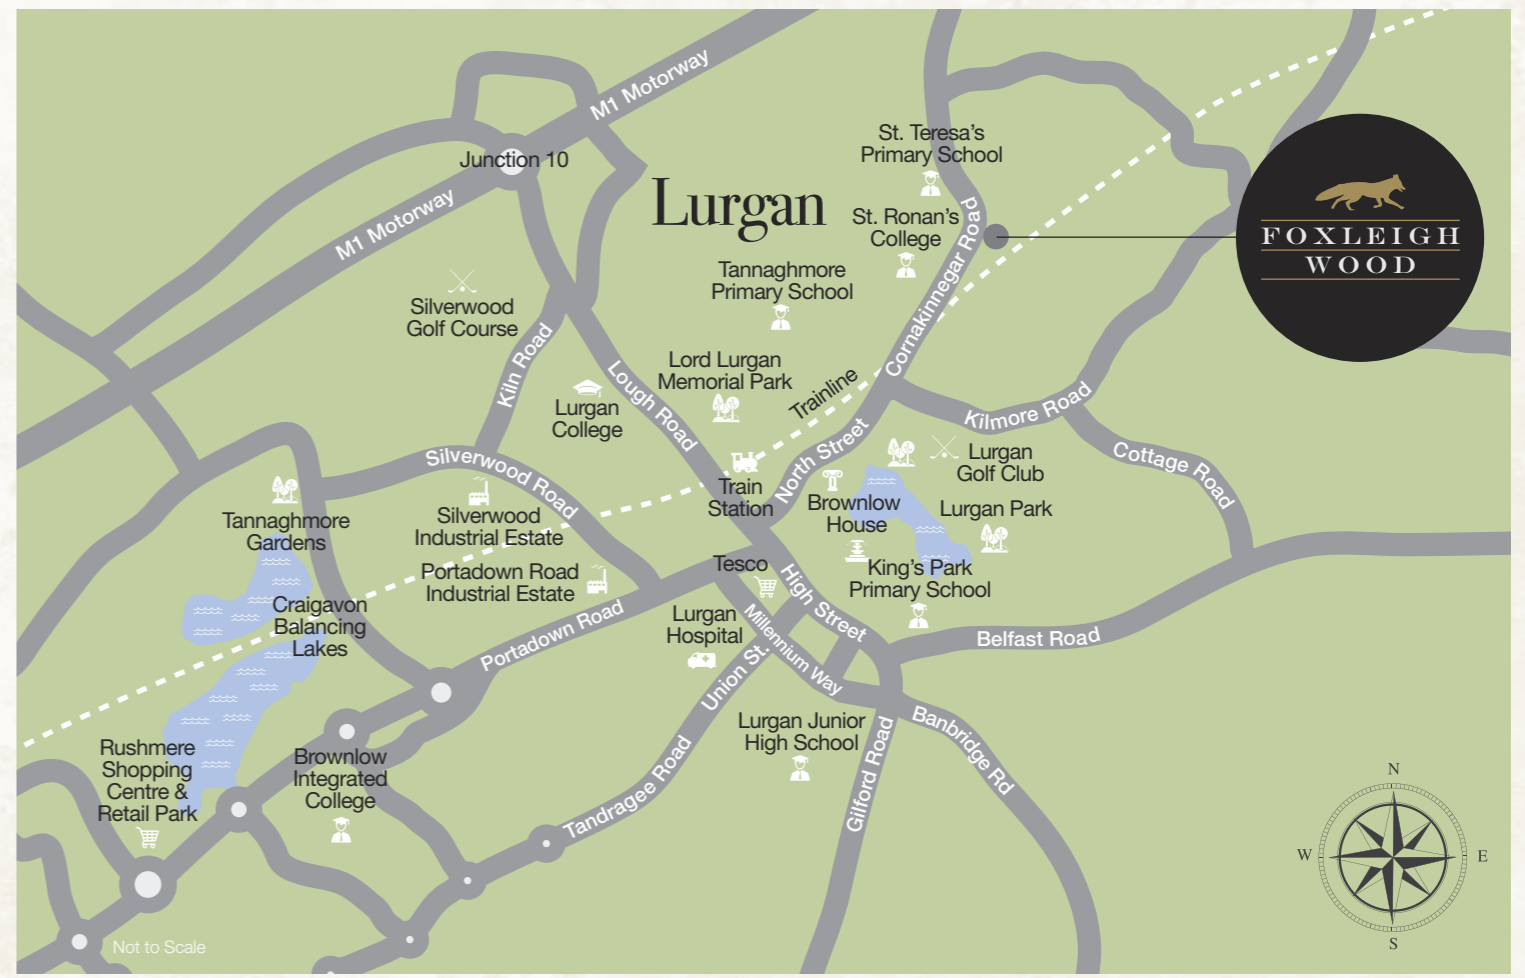 M1 Motorway
Junction 10
M1 Motorway
Lurgan
St. Teresa's
Primary School
St. Ronan's
College
Cornakinnegar Road
FOXLEIGH
WOOD
Tannaghmore
Primary School
Silverwood
Golf Course
Kiln Road
Lough Road
Lord Lurgan
Memorial Park
Trainline
Lurgan
College
Kilmore Road
Cottage Road
North Street
Lurgan
Golf Club
Silverwood Road
Train
Station
Brownlow
House
Lurgan Park
Tannaghmore
Gardens
Silverwood
Industrial Estate
Portadown Road
Industrial Estate
Tesco
High Street
King's Park
Primary School
Craigavon
Balancing
Lakes
Portadown Road
Lurgan
Hospital
Millennium Way
Union St.
Belfast Road
Lurgan Junior
High School
Gilford Road
Banbridge Rd
Rushmere
Shopping
Centre &
Retail Park
Brownlow
Integrated
College
Tandragee Road
N
W
E
S
Not to Scale